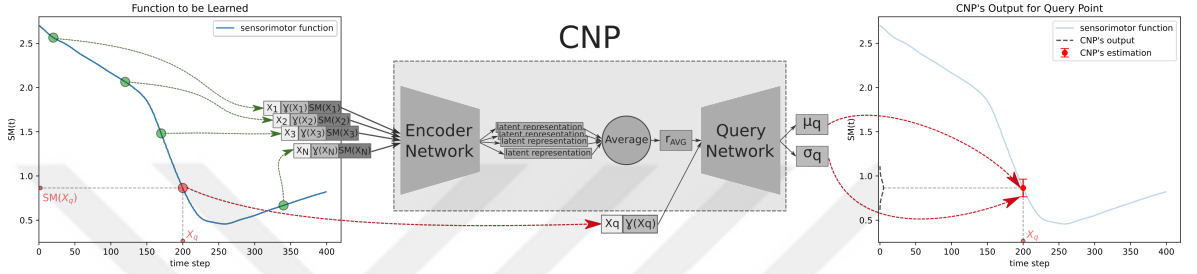 Function to be Learned
sensorimotor function
SM(t)
2.5
2.0
1.5
1.0
0.5
SM(Xq)
Xq
0 50 100 150 200 250 300 350 400
time step
X1 Ɣ(X1) SM(X1)
X2 Ɣ(X2) SM(X2)
X3 Ɣ(X3) SM(X3)
XN Ɣ(XN) SM(XN)
CNP
Encoder
Network
latent representation
latent representation
latent representation
latent representation
Average
rAVG
Query
Network
Xq Ɣ(Xq)
μq
σq
CNP's Output for Query Point
sensorimotor function
CNP's output
CNP's estimation
SM(t)
2.5
2.0
1.5
1.0
0.5
Xq
0 50 100 150 200 250 300 350 400
time step